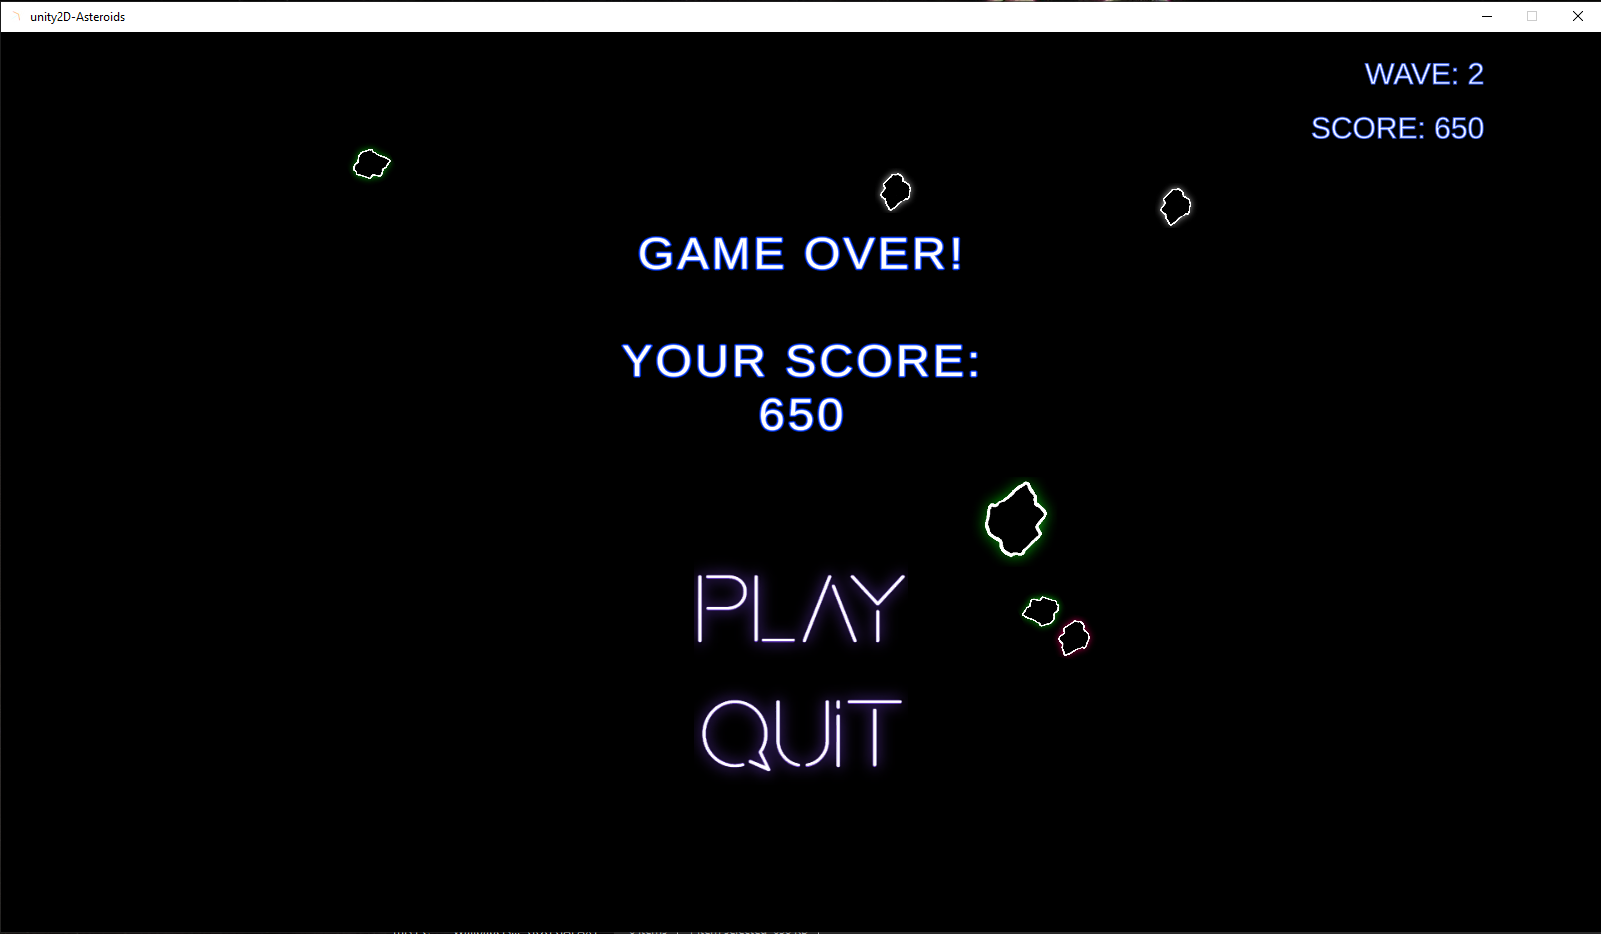 unity2D-Asteroids
WAVE: 2
SCORE: 650
GAME OVER!
YOUR SCORE:
650
PLAY
QUiT